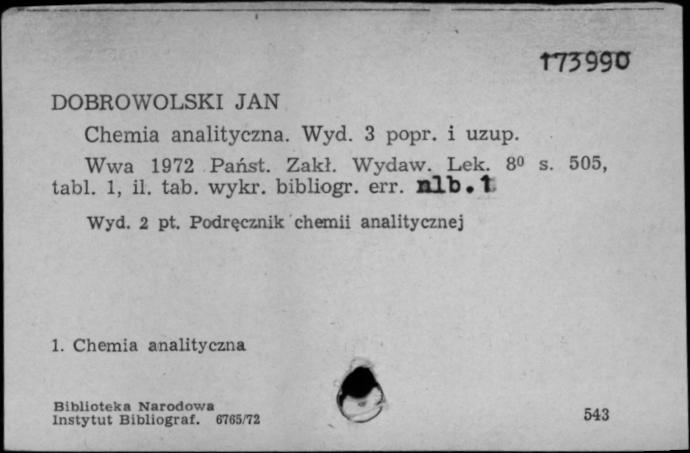 173990
DOBROWOLSKI JAN
Chemia analityczna. Wyd. 3 popr. i uzup.
Wwa 1972 Państ. Zakł. Wydaw. Lek. 8⁰ s. 505,
tabl. 1, il. tab. wykr. bibliogr. err. nlb.1
Wyd. 2 pt. Podręcznik chemii analitycznej
1. Chemia analityczna
Biblioteka Narodowa
Instytut Bibliograf. 6765/72
543